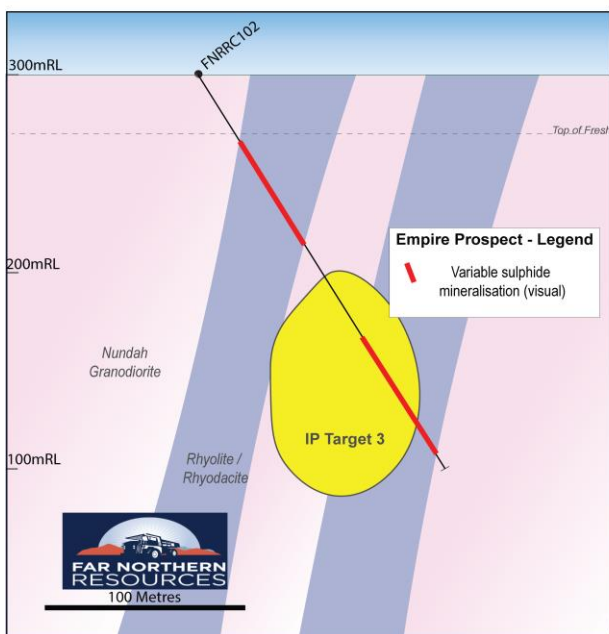 FNRRC102
300mRL
Top of Fresh
Empire Prospect - Legend
Variable sulphide
mineralisation (visual)
200mRL
Nundah
Granodiorite
IP Target 3
Rhyolite /
Rhyodacite
100mRL
FAR NORTHERN
RESOURCES
100 Metres